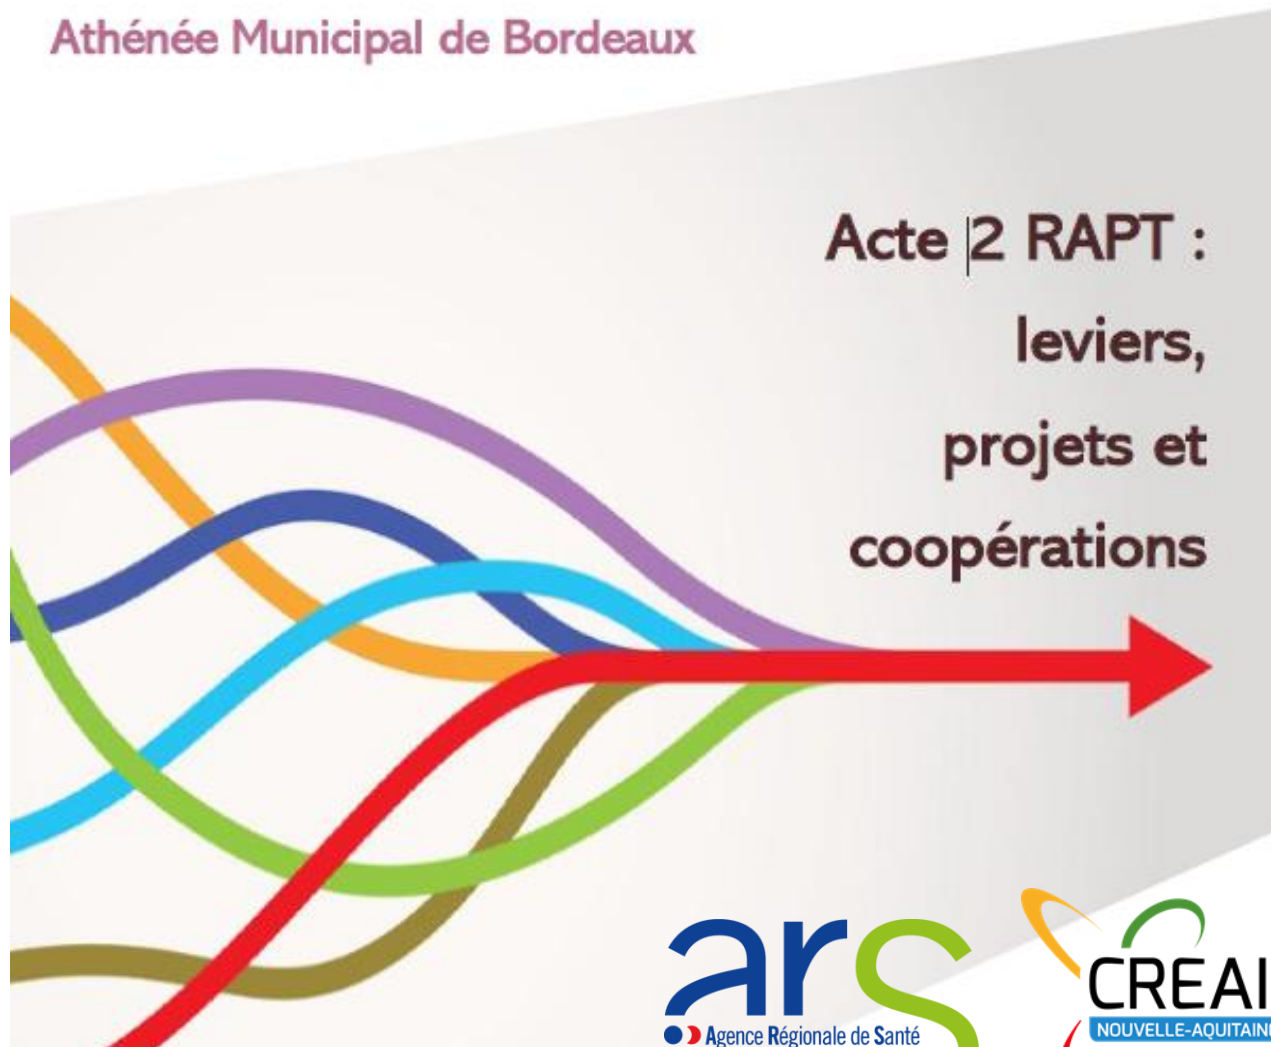 Athénée Municipal de Bordeaux
Acte 2 RAPT :
leviers,
projets et
coopérations
ars
Agence Régionale de Santé
CREAI
NOUVELLE-AQUITAINE